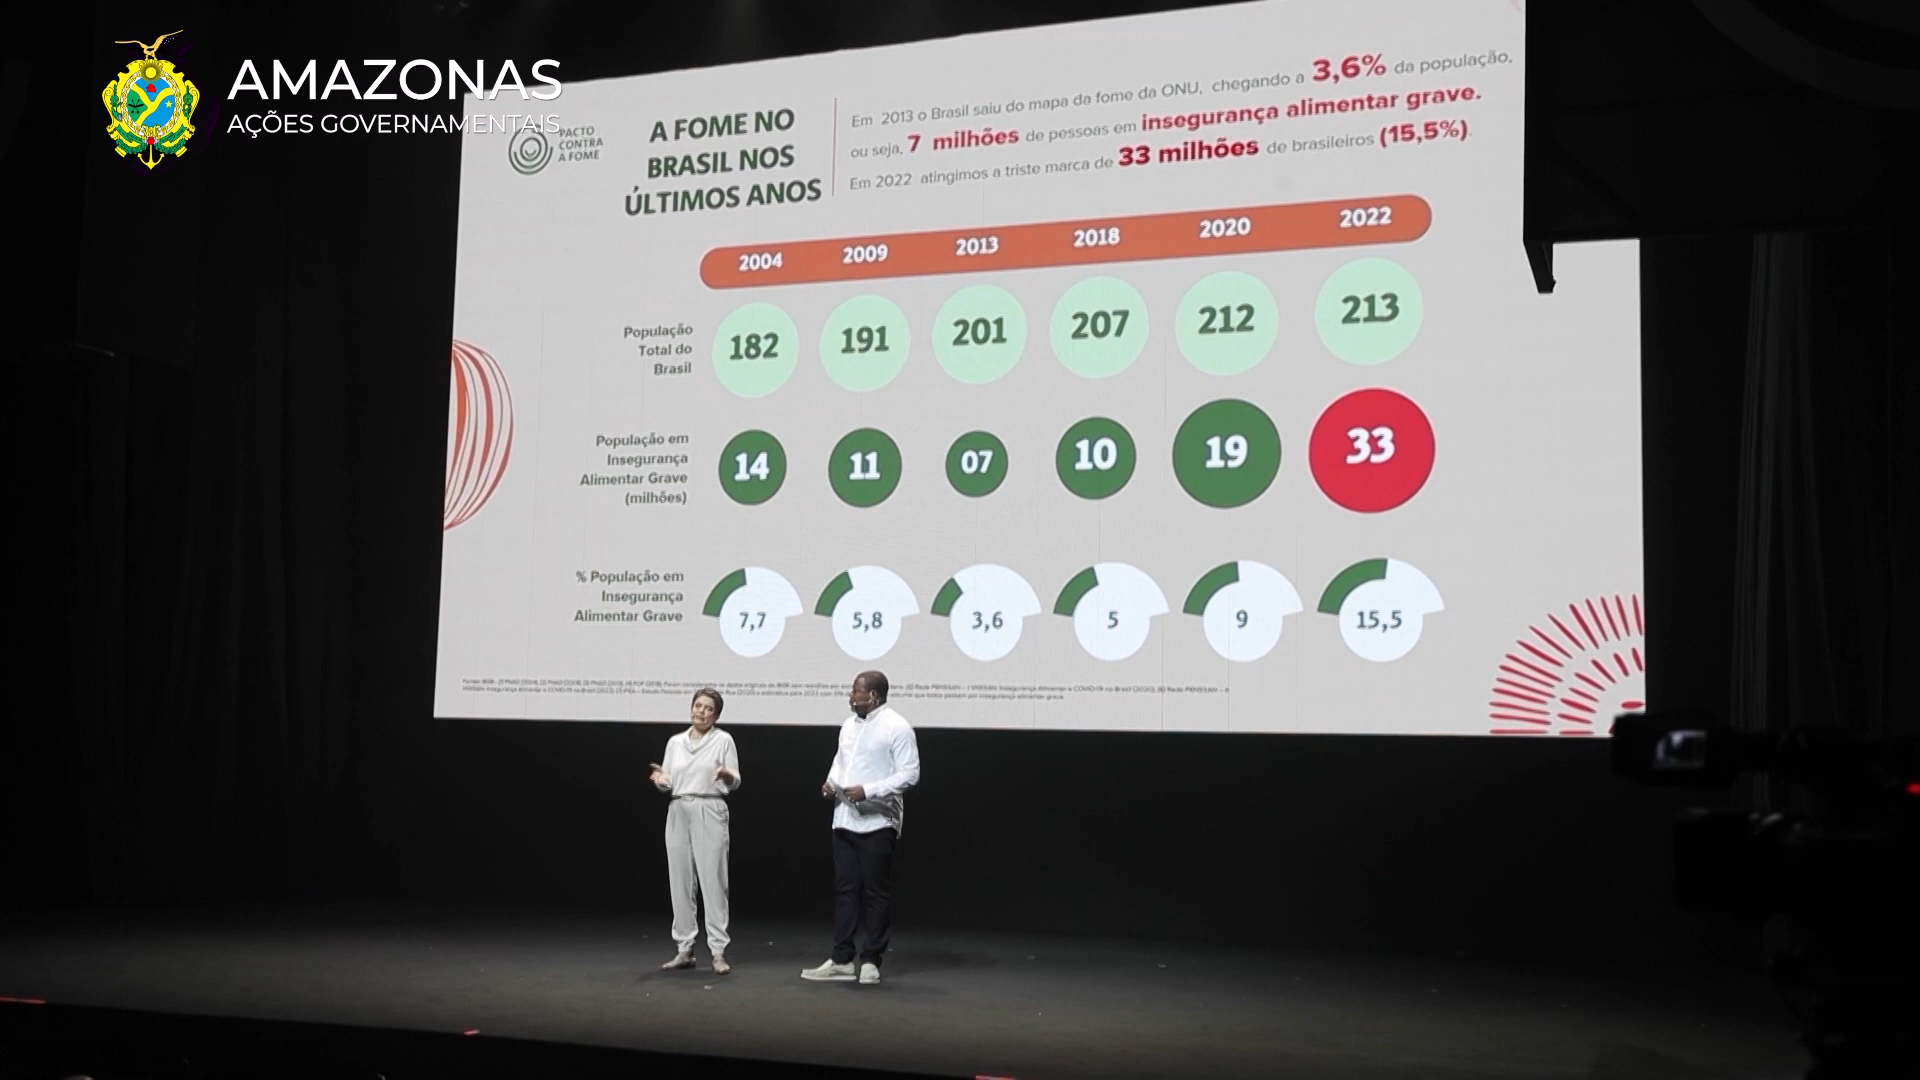 AMAZONAS
AÇÕES GOVERNAMENTAIS
PACTO
CONTRA
A FOME
A FOME NO
BRASIL NOS
ÚLTIMOS ANOS
Em 2013 o Brasil saiu do mapa da fome da ONU, chegando a 3,6% da população,
ou seja, 7 milhões de pessoas em insegurança alimentar grave.
Em 2022 atingimos a triste marca de 33 milhões de brasileiros (15,5%).
2004 2009 2013 2018 2020 2022
População
Total do
Brasil
182 191 201 207 212 213
População em
Insegurança
Alimentar Grave
(milhões)
14 11 07 10 19 33
% População em
Insegurança
Alimentar Grave
7,7 5,8 3,6 5 9 15,5